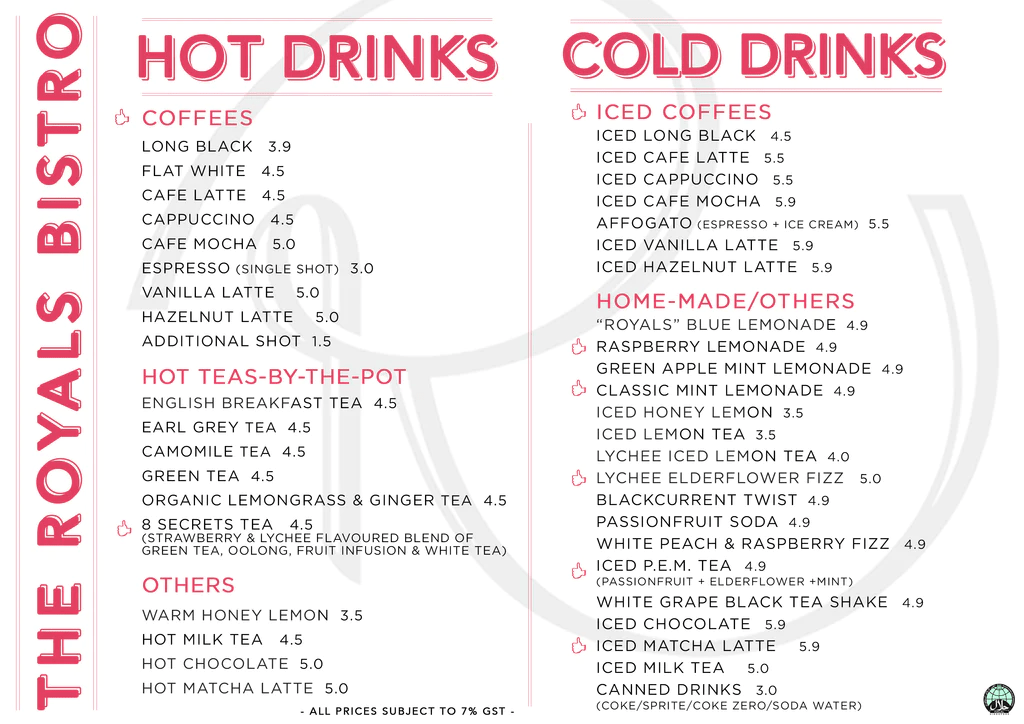 THE ROYALS BISTRO
HOT DRINKS
COFFEES
LONG BLACK 3.9
FLAT WHITE 4.5
CAFE LATTE 4.5
CAPPUCCINO 4.5
CAFE MOCHA 5.0
ESPRESSO (SINGLE SHOT) 3.0
VANILLA LATTE 5.0
HAZELNUT LATTE 5.0
ADDITIONAL SHOT 1.5
HOT TEAS-BY-THE-POT
ENGLISH BREAKFAST TEA 4.5
EARL GREY TEA 4.5
CAMOMILE TEA 4.5
GREEN TEA 4.5
ORGANIC LEMONGRASS & GINGER TEA 4.5
8 SECRETS TEA 4.5
(STRAWBERRY & LYCHEE FLAVOURED BLEND OF
GREEN TEA, OOLONG, FRUIT INFUSION & WHITE TEA)
OTHERS
WARM HONEY LEMON 3.5
HOT MILK TEA 4.5
HOT CHOCOLATE 5.0
HOT MATCHA LATTE 5.0
COLD DRINKS
ICED COFFEES
ICED LONG BLACK 4.5
ICED CAFE LATTE 5.5
ICED CAPPUCCINO 5.5
ICED CAFE MOCHA 5.9
AFFOGATO (ESPRESSO + ICE CREAM) 5.5
ICED VANILLA LATTE 5.9
ICED HAZELNUT LATTE 5.9
HOME-MADE/OTHERS
“ROYALS” BLUE LEMONADE 4.9
RASPBERRY LEMONADE 4.9
GREEN APPLE MINT LEMONADE 4.9
CLASSIC MINT LEMONADE 4.9
ICED HONEY LEMON 3.5
ICED LEMON TEA 3.5
LYCHEE ICED LEMON TEA 4.0
LYCHEE ELDERFLOWER FIZZ 5.0
BLACKCURRENT TWIST 4.9
PASSIONFRUIT SODA 4.9
WHITE PEACH & RASPBERRY FIZZ 4.9
ICED P.E.M. TEA 4.9
(PASSIONFRUIT + ELDERFLOWER +MINT)
WHITE GRAPE BLACK TEA SHAKE 4.9
ICED CHOCOLATE 5.9
ICED MATCHA LATTE 5.9
ICED MILK TEA 5.0
CANNED DRINKS 3.0
(COKE/SPRITE/COKE ZERO/SODA WATER)
- ALL PRICES SUBJECT TO 7% GST -